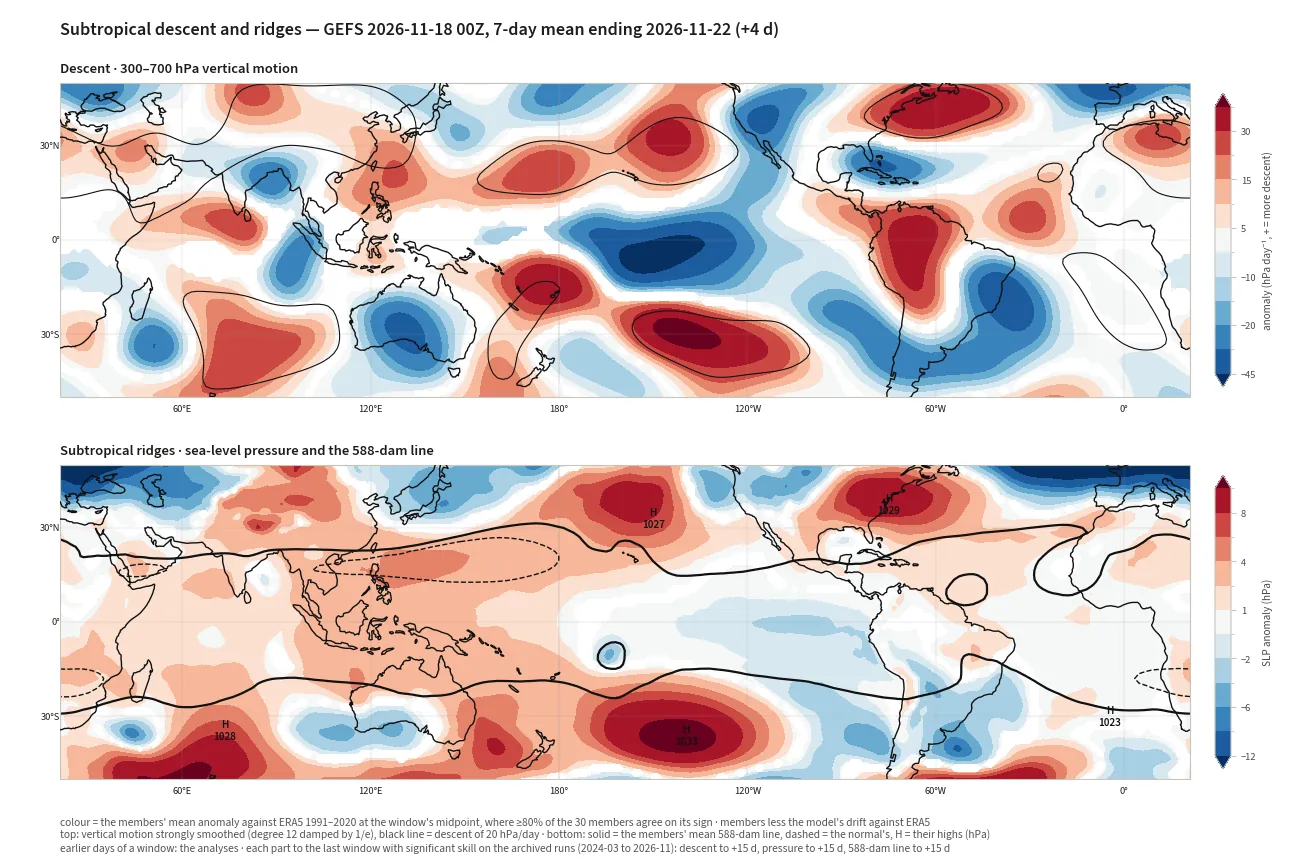 Subtropical descent and ridges — GEFS 2026-11-18 00Z, 7-day mean ending 2026-11-22 (+4 d)
Descent · 300–700 hPa vertical motion
30°N
0°
30°S
60°E
120°E
180°
120°W
60°W
0°
30
15
5
−10
−20
−45
anomaly (hPa day⁻¹, + = more descent)
Subtropical ridges · sea-level pressure and the 588-dam line
H
1027
H
1029
H
1028
H
1033
H
1023
30°N
0°
30°S
60°E
120°E
180°
120°W
60°W
0°
8
4
1
−2
−6
−12
SLP anomaly (hPa)
colour = the members' mean anomaly against ERA5 1991–2020 at the window's midpoint, where ≥80% of the 30 members agree on its sign · members less the model's drift against ERA5
top: vertical motion strongly smoothed (degree 12 damped by 1/e), black line = descent of 20 hPa/day · bottom: solid = the members' mean 588-dam line, dashed = the normal's, H = their highs (hPa)
earlier days of a window: the analyses · each part to the last window with significant skill on the archived runs (2024-03 to 2026-11): descent to +15 d, pressure to +15 d, 588-dam line to +15 d